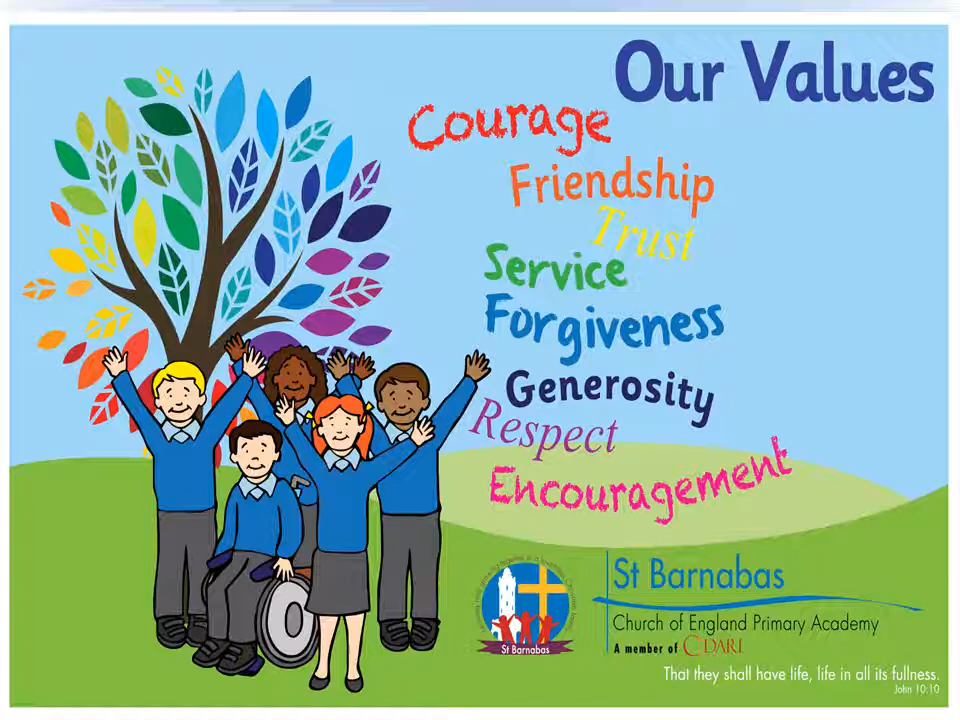 Our Values
Courage
Friendship
Trust
Service
Forgiveness
Generosity
Respect
Encouragement
St Barnabas
Church of England Primary Academy
A member of CDARI
St Barnabas
That they shall have life, life in all its fullness.
John 10:10